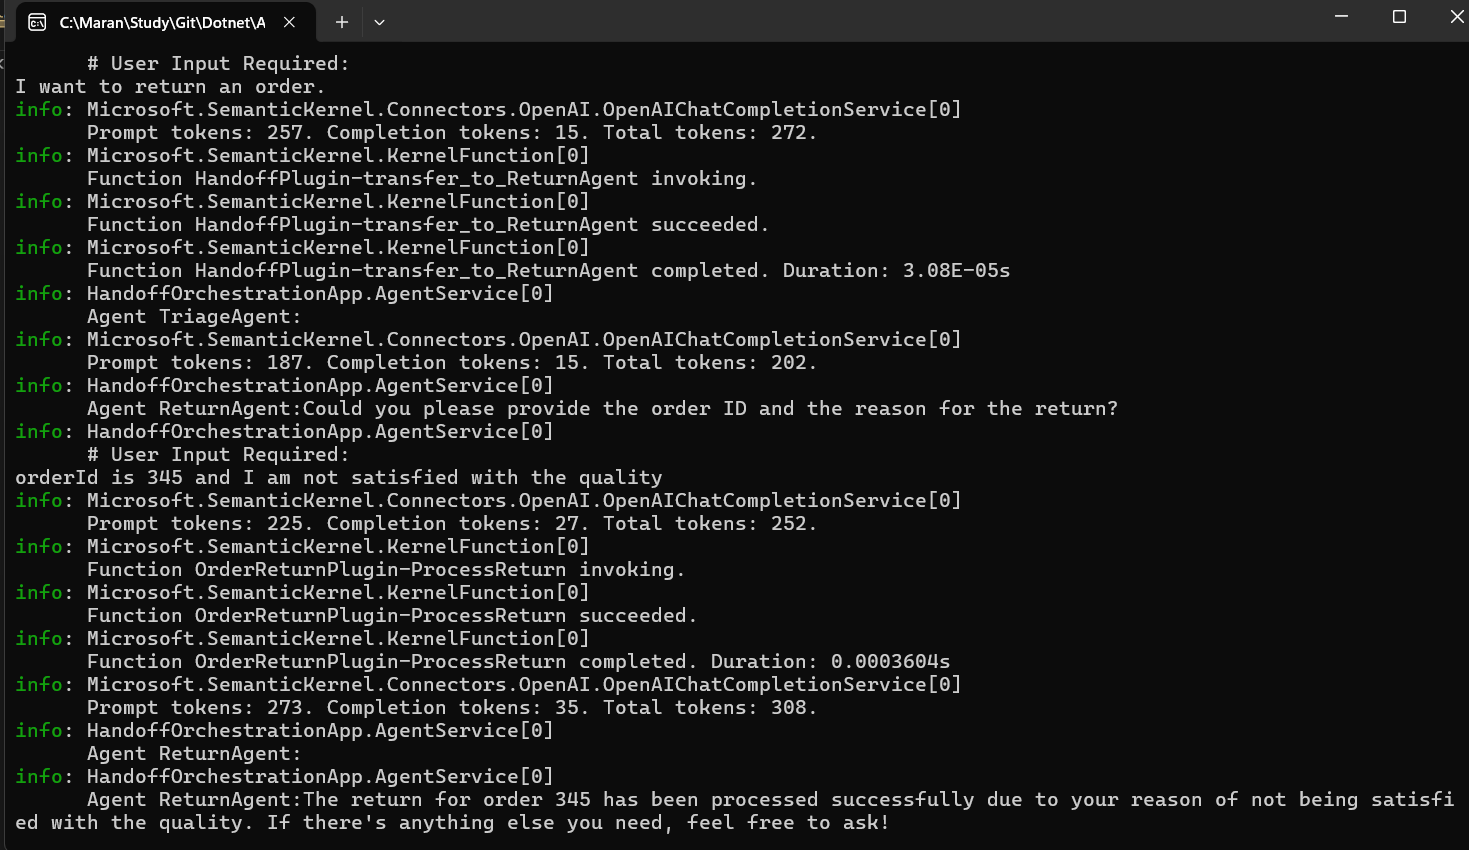 C:\Maran\Study\Git\Dotnet\A
# User Input Required:
I want to return an order.
info: Microsoft.SemanticKernel.Connectors.OpenAI.OpenAIChatCompletionService[0]
Prompt tokens: 257. Completion tokens: 15. Total tokens: 272.
info: Microsoft.SemanticKernel.KernelFunction[0]
Function HandoffPlugin-transfer_to_ReturnAgent invoking.
info: Microsoft.SemanticKernel.KernelFunction[0]
Function HandoffPlugin-transfer_to_ReturnAgent succeeded.
info: Microsoft.SemanticKernel.KernelFunction[0]
Function HandoffPlugin-transfer_to_ReturnAgent completed. Duration: 3.08E-05s
info: HandoffOrchestrationApp.AgentService[0]
Agent TriageAgent:
info: Microsoft.SemanticKernel.Connectors.OpenAI.OpenAIChatCompletionService[0]
Prompt tokens: 187. Completion tokens: 15. Total tokens: 202.
info: HandoffOrchestrationApp.AgentService[0]
Agent ReturnAgent:Could you please provide the order ID and the reason for the return?
info: HandoffOrchestrationApp.AgentService[0]
# User Input Required:
orderId is 345 and I am not satisfied with the quality
info: Microsoft.SemanticKernel.Connectors.OpenAI.OpenAIChatCompletionService[0]
Prompt tokens: 225. Completion tokens: 27. Total tokens: 252.
info: Microsoft.SemanticKernel.KernelFunction[0]
Function OrderReturnPlugin-ProcessReturn invoking.
info: Microsoft.SemanticKernel.KernelFunction[0]
Function OrderReturnPlugin-ProcessReturn succeeded.
info: Microsoft.SemanticKernel.KernelFunction[0]
Function OrderReturnPlugin-ProcessReturn completed. Duration: 0.0003604s
info: Microsoft.SemanticKernel.Connectors.OpenAI.OpenAIChatCompletionService[0]
Prompt tokens: 273. Completion tokens: 35. Total tokens: 308.
info: HandoffOrchestrationApp.AgentService[0]
Agent ReturnAgent:
info: HandoffOrchestrationApp.AgentService[0]
Agent ReturnAgent:The return for order 345 has been processed successfully due to your reason of not being satisfi
ed with the quality. If there's anything else you need, feel free to ask!